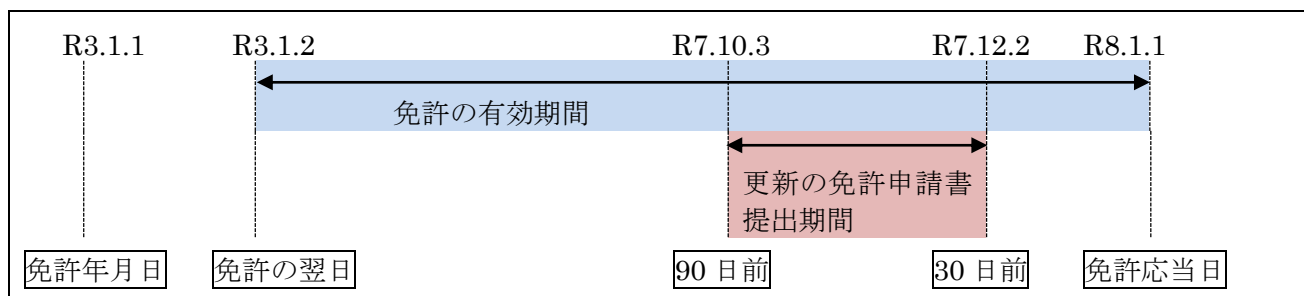 R3.1.1 R3.1.2 R7.10.3 R7.12.2 R8.1.1
免許の有効期間
更新の免許申請書
提出期間
免許年月日 免許の翌日 90 日前 30 日前 免許応当日